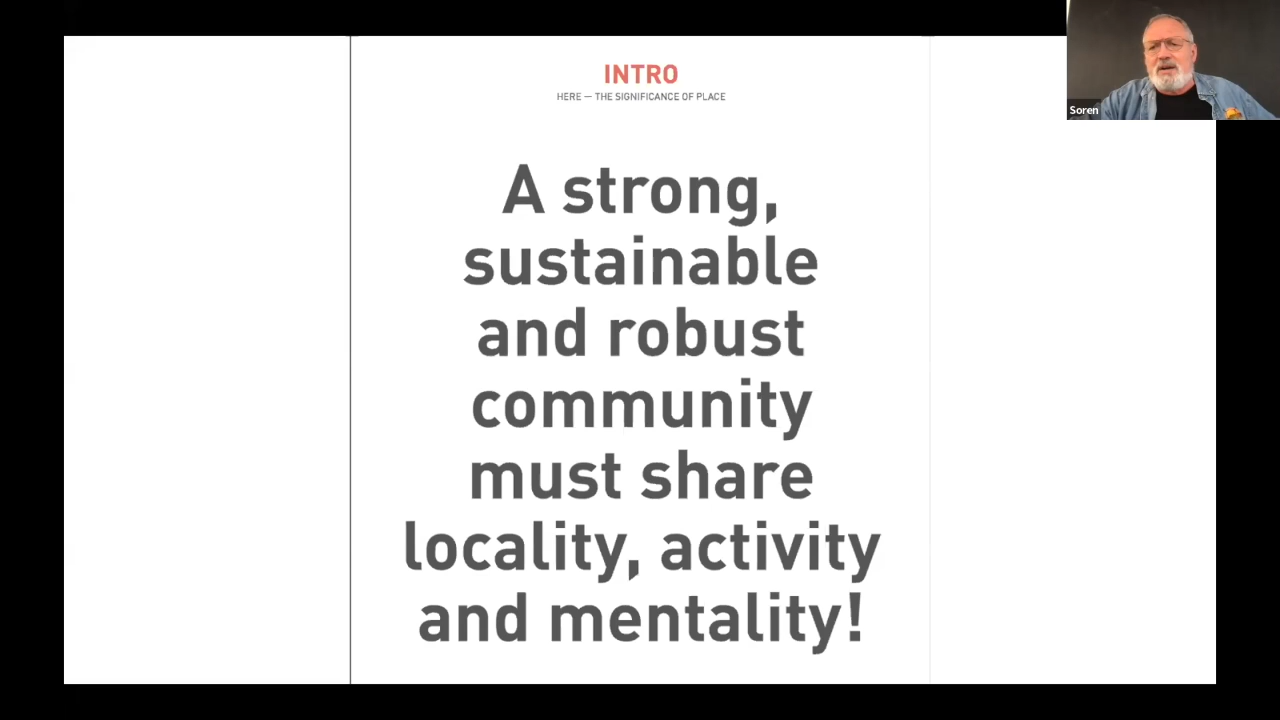 INTRO
HERE — THE SIGNIFICANCE OF PLACE
A strong,
sustainable
and robust
community
must share
locality, activity
and mentality!
Soren